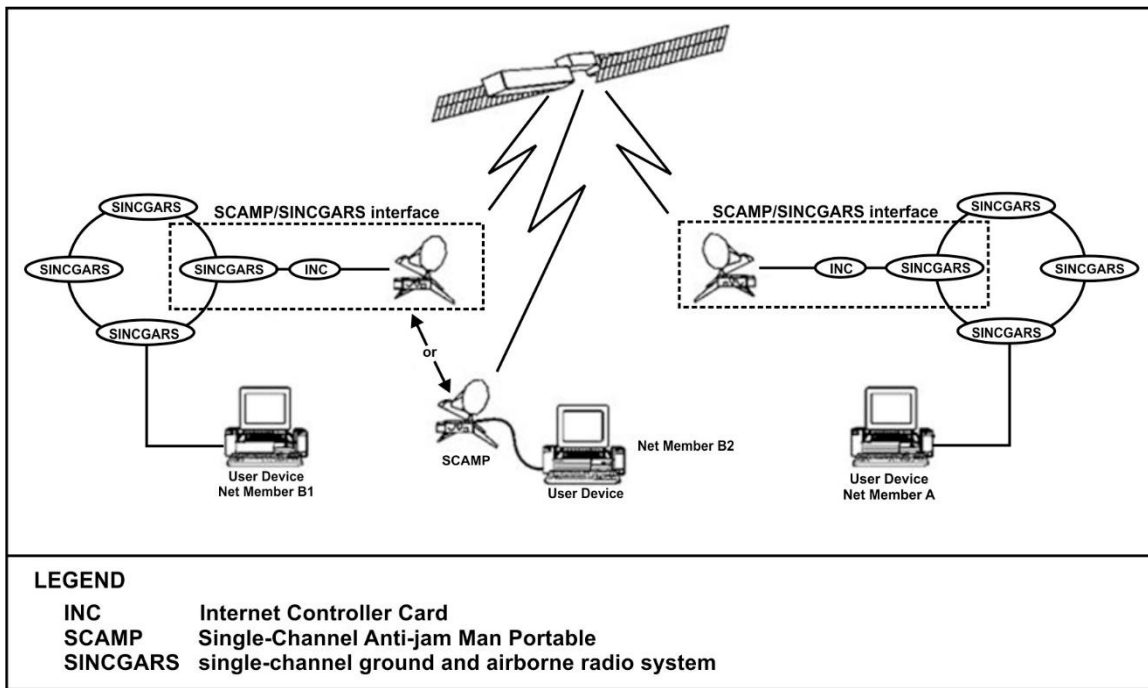 SINCGARS
SCAMP/SINCGARS interface
SINCGARS
SINCGARS
INC
SINCGARS
SCAMP/SINCGARS interface
SINCGARS
INC
SINCGARS
SINCGARS
SINCGARS
or
User Device
Net Member B1
SCAMP
Net Member B2
User Device
User Device
Net Member A
LEGEND
INC Internet Controller Card
SCAMP Single-Channel Anti-jam Man Portable
SINCGARS single-channel ground and airborne radio system